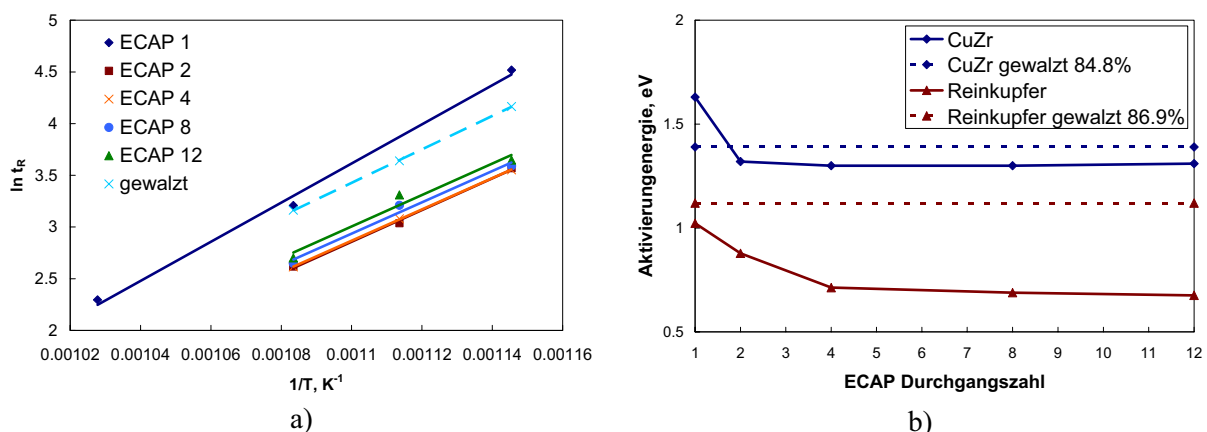 5
4.5
4
3.5
3
2.5
2
ln t_R
ECAP 1
ECAP 2
ECAP 4
ECAP 8
ECAP 12
gewalzt
0.00102 0.00104 0.00106 0.00108 0.0011 0.00112 0.00114 0.00116
1/T, K⁻¹
a)
2
1.5
1
0.5
Aktivierungenergie, eV
CuZr
CuZr gewalzt 84.8%
Reinkupfer
Reinkupfer gewalzt 86.9%
1 2 3 4 5 6 7 8 9 10 11 12
ECAP Durchgangszahl
b)